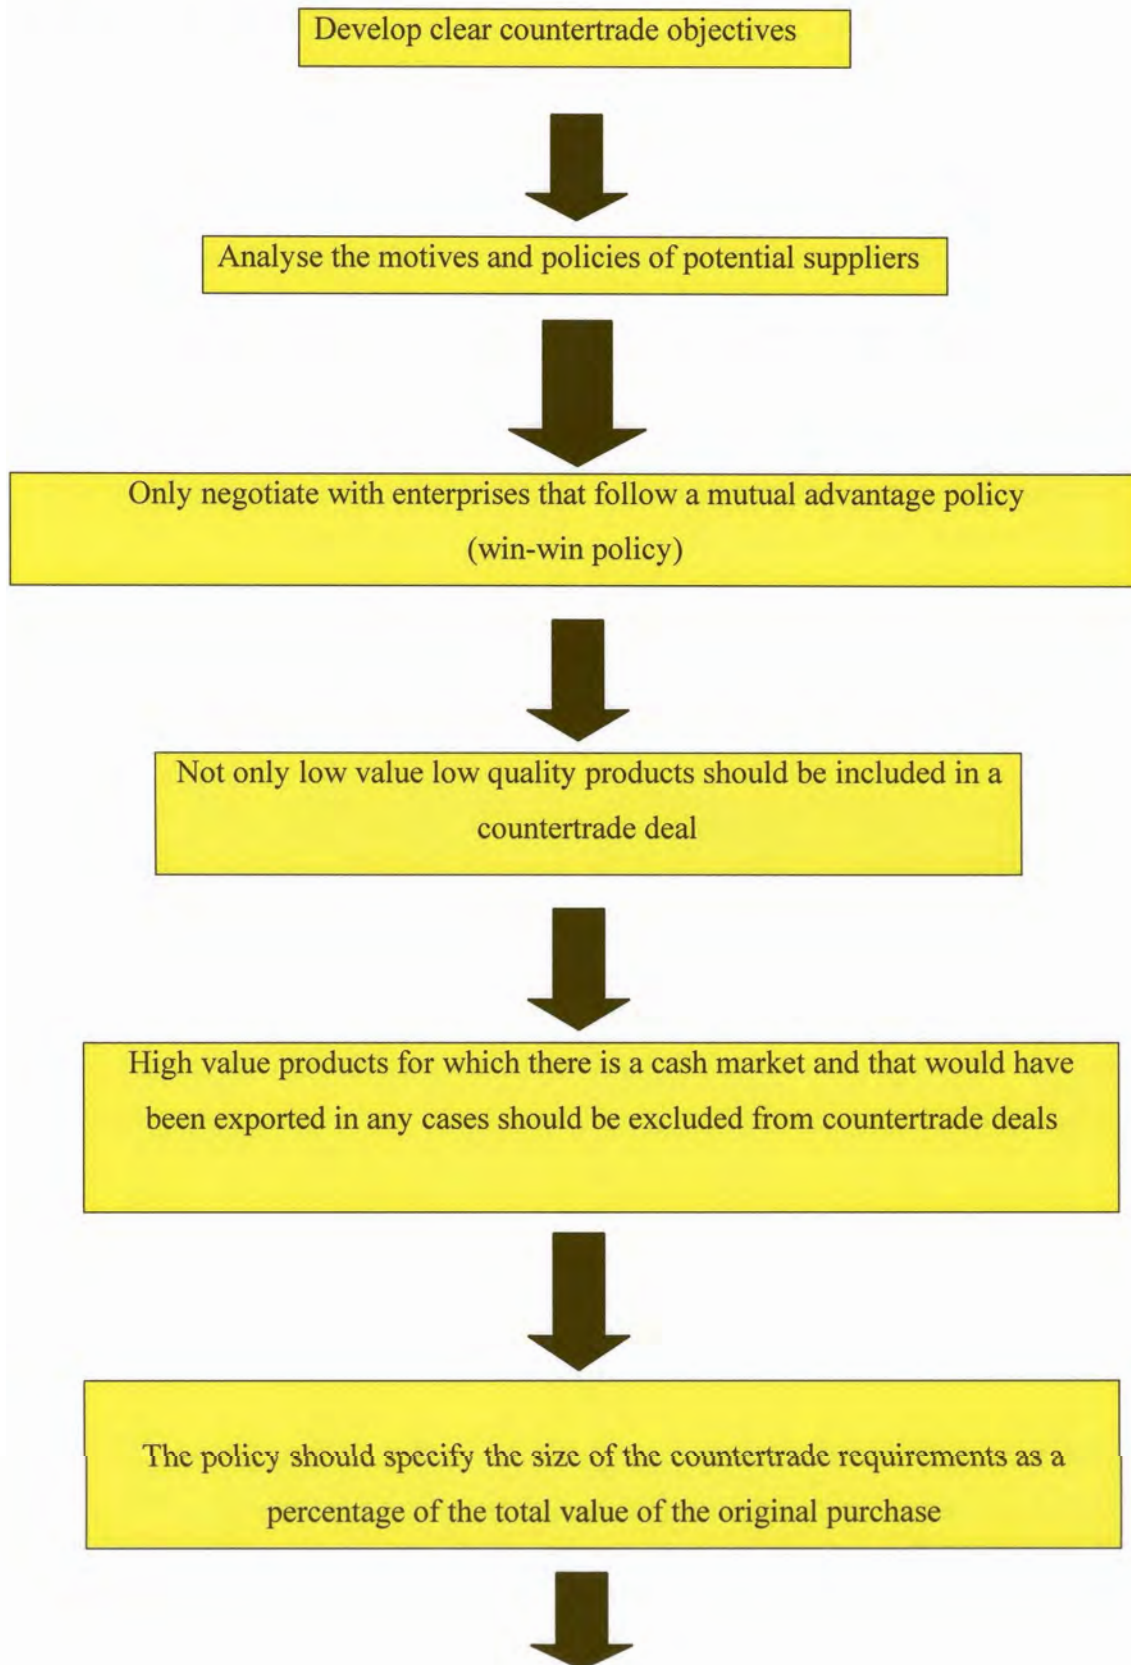 Develop clear countertrade objectives
Analyse the motives and policies of potential suppliers
Only negotiate with enterprises that follow a mutual advantage policy
(win-win policy)
Not only low value low quality products should be included in a
countertrade deal
High value products for which there is a cash market and that would have
been exported in any cases should be excluded from countertrade deals
The policy should specify the size of the countertrade requirements as a
percentage of the total value of the original purchase